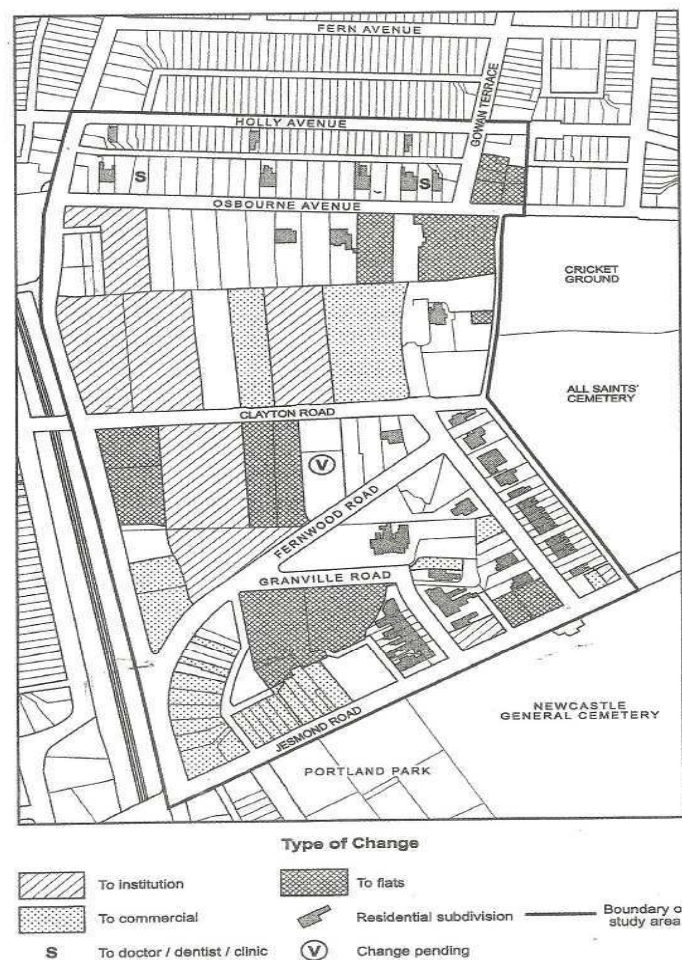 FERN AVENUE
GOWAN TERRACE
HOLLY AVENUE
S
S
OSBOURNE AVENUE
CRICKET
GROUND
ALL SAINTS'
CEMETERY
CLAYTON ROAD
V
FERNWOOD ROAD
GRANVILLE ROAD
NEWCASTLE
GENERAL CEMETERY
JESMOND ROAD
PORTLAND PARK
Type of Change
To institution
To flats
To commercial
Residential subdivision
Boundary o
study area
S To doctor / dentist / clinic
V Change pending